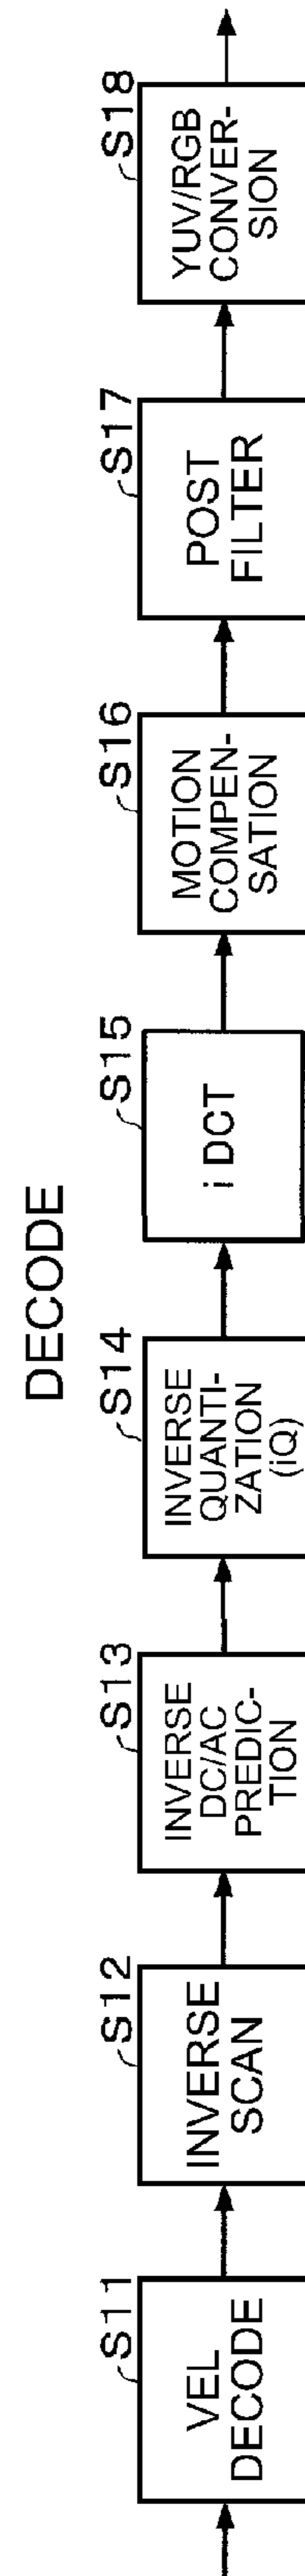 DECODE
S11
VEL
DECODE
S12
INVERSE
SCAN
S13
INVERSE
DC/AC
PREDIC-
TION
S14
INVERSE
QUANTI-
ZATION
(iQ)
S15
i DCT
S16
MOTION
COMPEN-
SATION
S17
POST
FILTER
S18
YUV/RGB
CONVER-
SION